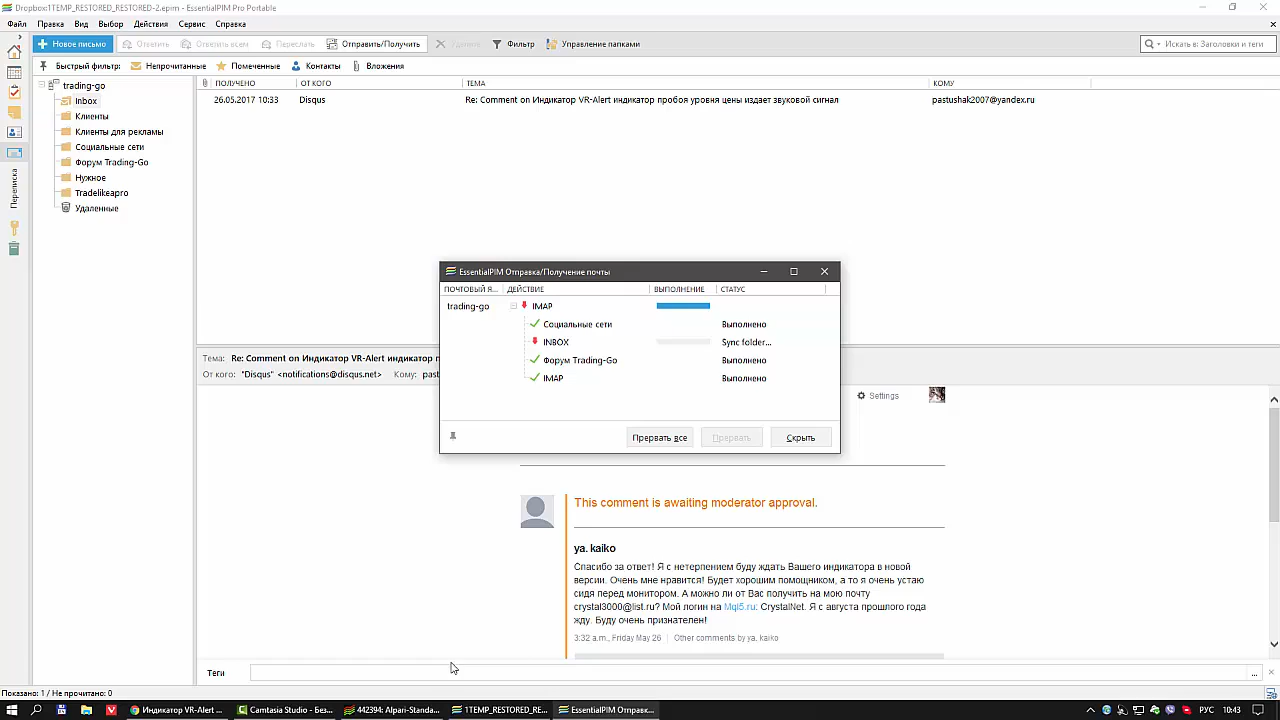 Dropbox:1TEMP_RESTORED_RESTORED-2.epim - EssentialPIM Pro Portable
Файл Правка Вид Выбор Действия Сервис Справка
Новое письмо Ответить Ответить всем Переслать Отправить/Получить Удалить Фильтр Управление папками Искать в: Заголовки и теги
Быстрый фильтр: Непрочитанные Помеченные Контакты Вложения
trading-go
Inbox
Клиенты
Клиенты для рекламы
Социальные сети
Форум Trading-Go
Нужное
Tradelikeapro
Удаленные
Переписка
ПОЛУЧЕНО ОТ КОГО ТЕМА КОМУ
26.05.2017 10:33 Disqus Re: Comment on Индикатор VR-Alert индикатор пробоя уровня цены издает звуковой сигнал pastushak2007@yandex.ru
EssentialPIM Отправка/Получение почты
ПОЧТОВЫЙ Я... ДЕЙСТВИЕ ВЫПОЛНЕНИЕ СТАТУС
trading-go IMAP
Социальные сети Выполнено
INBOX Sync folder...
Форум Trading-Go Выполнено
IMAP Выполнено
Прервать все Прервать Скрыть
Тема: Re: Comment on Индикатор VR-Alert индикатор п
От кого: "Disqus" <notifications@disqus.net> Кому: past
Settings
This comment is awaiting moderator approval.
ya. kaiko
Спасибо за ответ! Я с нетерпением буду ждать Вашего индикатора в новой
версии. Очень мне нравится! Будет хорошим помощником, а то я очень устаю
сидя перед монитором. А можно ли от Вас получить на мою почту
crystal3000@list.ru? Мой логин на Mql5.ru: CrystalNet. Я с августа прошлого года
жду. Буду очень признателен!
3:32 a.m., Friday May 26 | Other comments by ya. kaiko
Теги ...
Показано: 1 / Не прочитано: 0
Индикатор VR-Alert ... Camtasia Studio - Без... 442394: Alpari-Standa... 1TEMP_RESTORED_RE... EssentialPIM Отправк... РУС 10:43